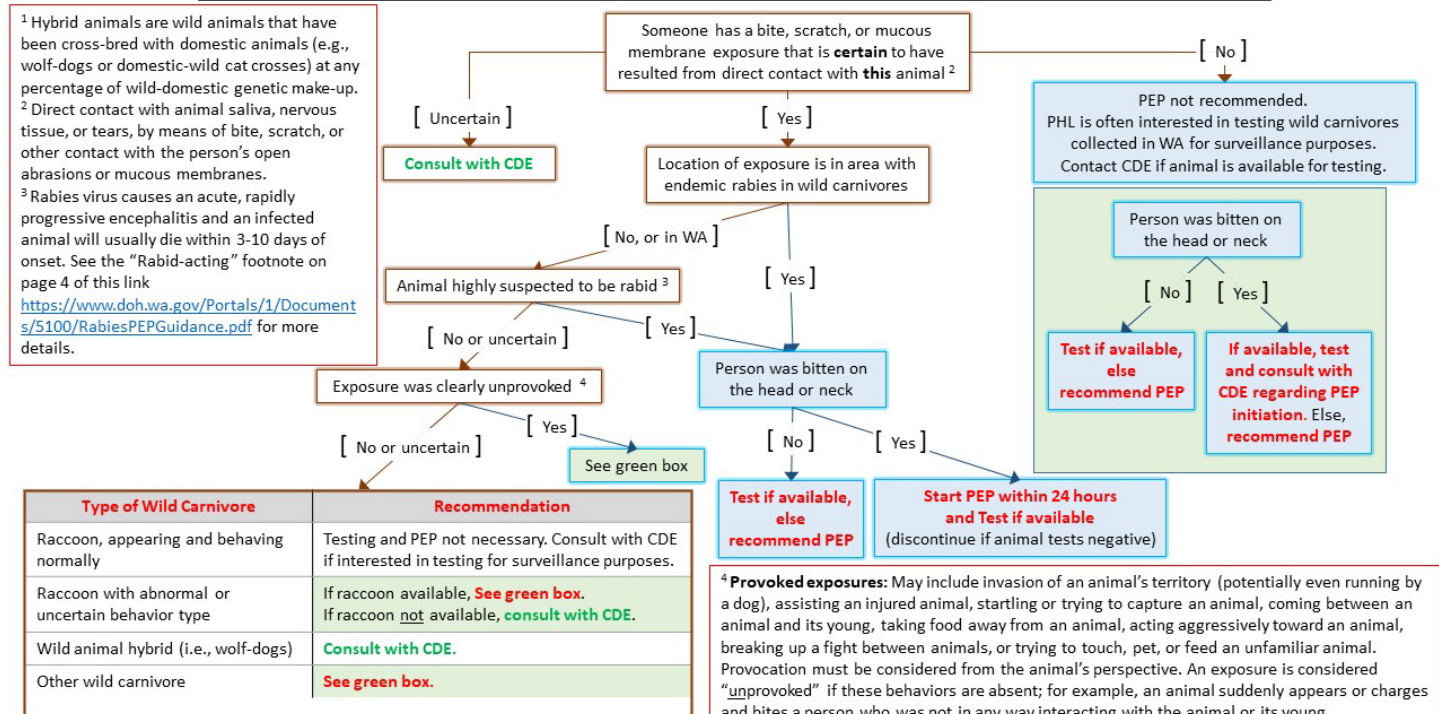 ¹ Hybrid animals are wild animals that have
been cross-bred with domestic animals (e.g.,
wolf-dogs or domestic-wild cat crosses) at any
percentage of wild-domestic genetic make-up.
² Direct contact with animal saliva, nervous
tissue, or tears, by means of bite, scratch, or
other contact with the person's open
abrasions or mucous membranes.
³ Rabies virus causes an acute, rapidly
progressive encephalitis and an infected
animal will usually die within 3-10 days of
onset. See the "Rabid-acting" footnote on
page 4 of this link
https://www.doh.wa.gov/Portals/1/Document
s/5100/RabiesPEPGuidance.pdf for more
details.
Someone has a bite, scratch, or mucous
membrane exposure that is certain to have
resulted from direct contact with this animal ²
[ Uncertain ]
[ Yes ]
[ No ]
Consult with CDE
Location of exposure is in area with
endemic rabies in wild carnivores
PEP not recommended.
PHL is often interested in testing wild carnivores
collected in WA for surveillance purposes.
Contact CDE if animal is available for testing.
[ No, or in WA ]
[ Yes ]
Animal highly suspected to be rabid ³
[ No or uncertain ]
[ Yes ]
Exposure was clearly unprovoked ⁴
Person was bitten on
the head or neck
[ No or uncertain ]
[ Yes ]
See green box
[ No ]
[ Yes ]
Test if available,
else
recommend PEP
Start PEP within 24 hours
and Test if available
(discontinue if animal tests negative)
Person was bitten on
the head or neck
[ No ]
[ Yes ]
Test if available,
else
recommend PEP
If available, test
and consult with
CDE regarding PEP
initiation. Else,
recommend PEP
Type of Wild Carnivore
Recommendation
Raccoon, appearing and behaving
normally
Testing and PEP not necessary. Consult with CDE
if interested in testing for surveillance purposes.
Raccoon with abnormal or
uncertain behavior type
If raccoon available, See green box.
If raccoon not available, consult with CDE.
Wild animal hybrid (i.e., wolf-dogs)
Consult with CDE.
Other wild carnivore
See green box.
⁴ Provoked exposures: May include invasion of an animal's territory (potentially even running by
a dog), assisting an injured animal, startling or trying to capture an animal, coming between an
animal and its young, taking food away from an animal, acting aggressively toward an animal,
breaking up a fight between animals, or trying to touch, pet, or feed an unfamiliar animal.
Provocation must be considered from the animal's perspective. An exposure is considered
"unprovoked" if these behaviors are absent; for example, an animal suddenly appears or charges
and bites a person who was not in any way interacting with the animal or its young